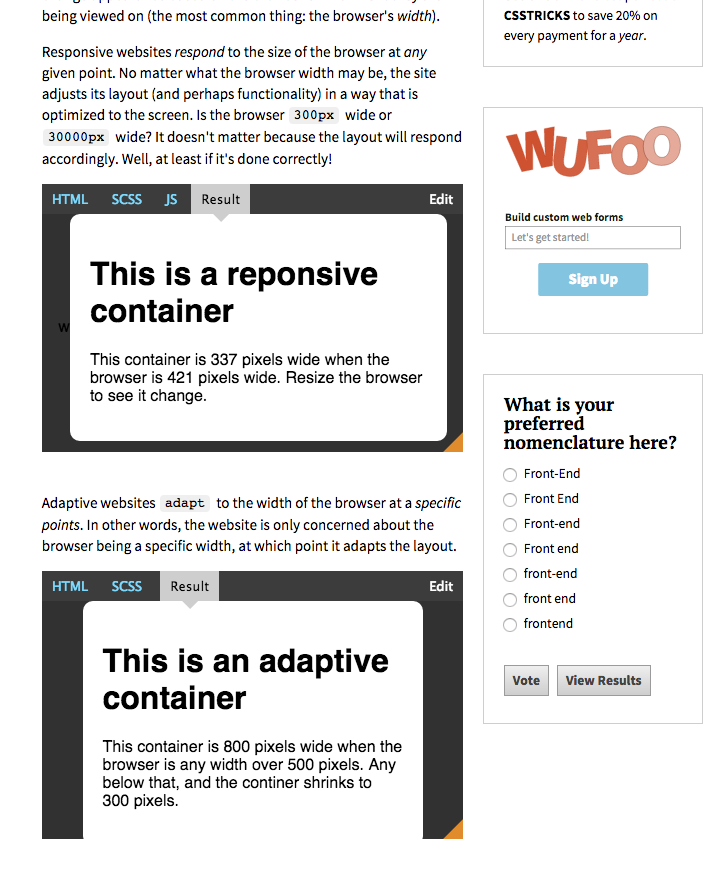 being viewed on (the most common thing: the browser's width).
Responsive websites respond to the size of the browser at any
given point. No matter what the browser width may be, the site
adjusts its layout (and perhaps functionality) in a way that is
optimized to the screen. Is the browser 300px wide or
30000px wide? It doesn't matter because the layout will respond
accordingly. Well, at least if it's done correctly!
HTML SCSS JS Result Edit
This is a reponsive
container
W
This container is 337 pixels wide when the
browser is 421 pixels wide. Resize the browser
to see it change.
Adaptive websites adapt to the width of the browser at a specific
points. In other words, the website is only concerned about the
browser being a specific width, at which point it adapts the layout.
HTML SCSS Result Edit
This is an adaptive
container
This container is 800 pixels wide when the
browser is any width over 500 pixels. Any
below that, and the continer shrinks to
300 pixels.
CSSTRICKS to save 20% on
every payment for a year.
WUFOO
Build custom web forms
Let's get started!
Sign Up
What is your
preferred
nomenclature here?
Front-End
Front End
Front-end
Front end
front-end
front end
frontend
Vote View Results